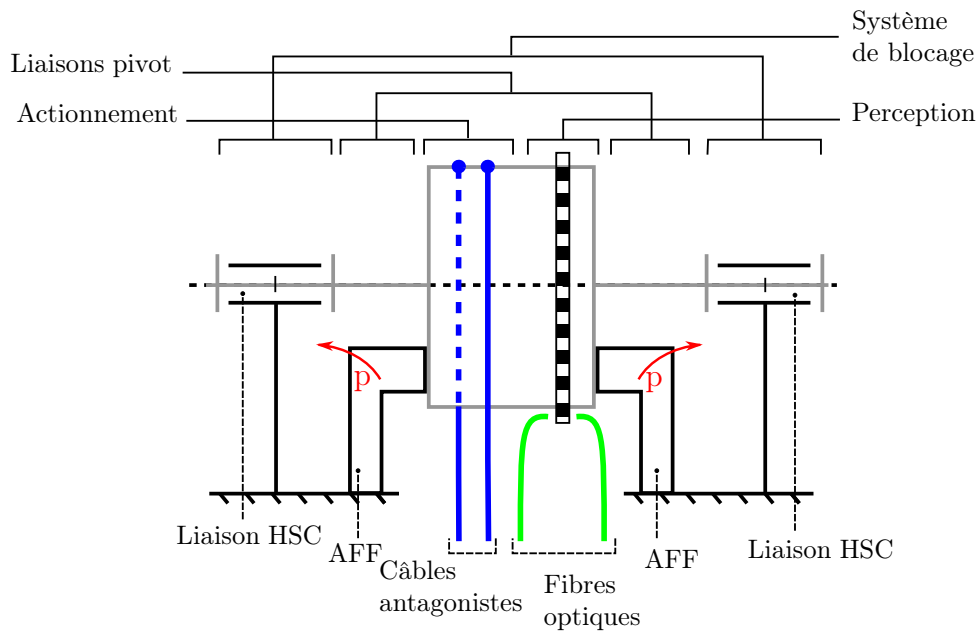 Système
de blocage
Liaisons pivot
Actionnement
Perception
p
p
Liaison HSC
AFF
Câbles
antagonistes
Fibres
optiques
AFF
Liaison HSC